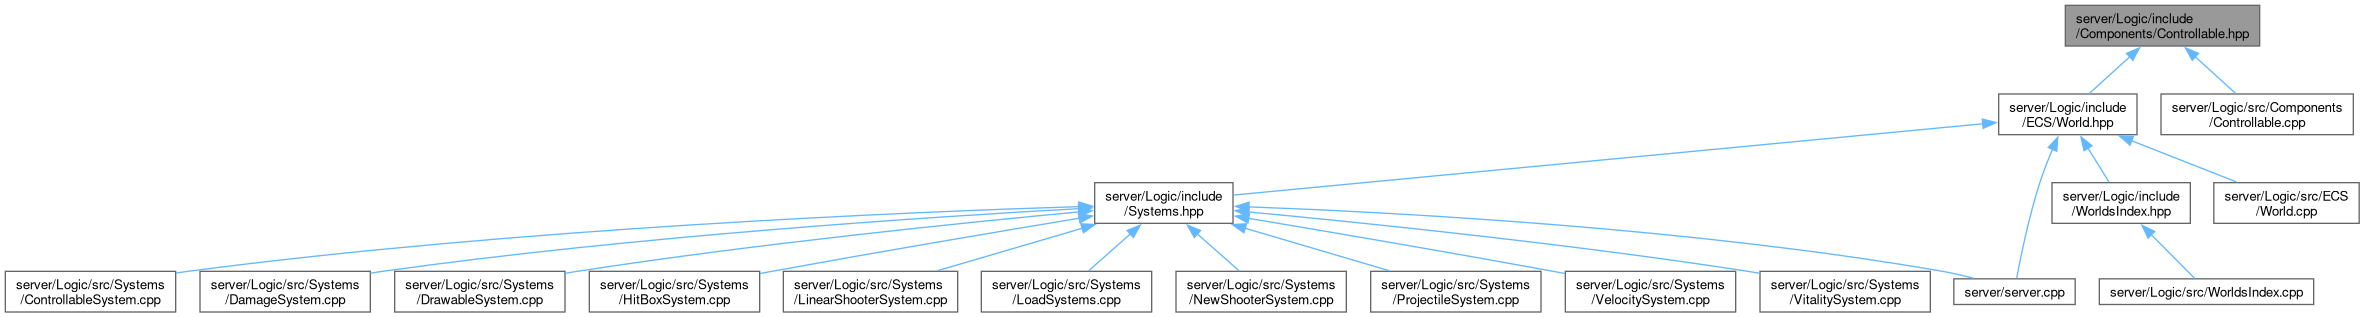 server/Logic/include
/Components/Controllable.hpp
server/Logic/include
/ECS/World.hpp
server/Logic/src/Components
/Controllable.cpp
server/Logic/include
/Systems.hpp
server/Logic/include
/WorldsIndex.hpp
server/Logic/src/ECS
/World.cpp
server/Logic/src/Systems
/ControllableSystem.cpp
server/Logic/src/Systems
/DamageSystem.cpp
server/Logic/src/Systems
/DrawableSystem.cpp
server/Logic/src/Systems
/HitBoxSystem.cpp
server/Logic/src/Systems
/LinearShooterSystem.cpp
server/Logic/src/Systems
/LoadSystems.cpp
server/Logic/src/Systems
/NewShooterSystem.cpp
server/Logic/src/Systems
/ProjectileSystem.cpp
server/Logic/src/Systems
/VelocitySystem.cpp
server/Logic/src/Systems
/VitalitySystem.cpp
server/server.cpp
server/Logic/src/WorldsIndex.cpp